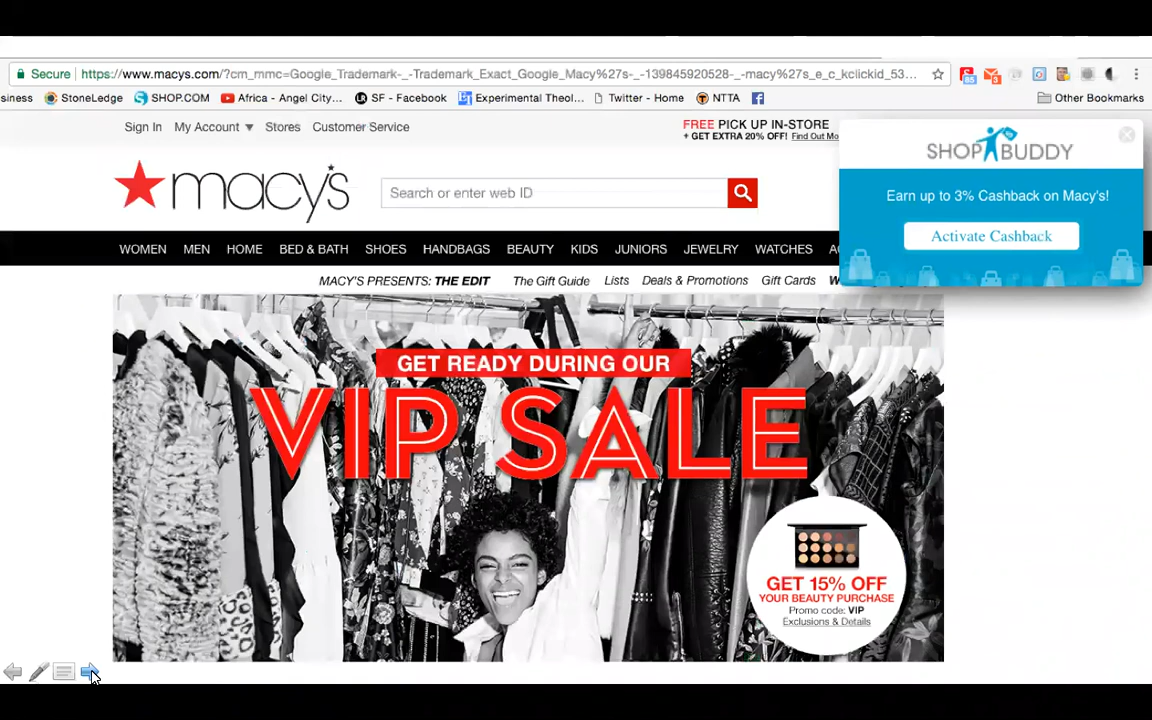 Secure https://www.macys.com/?cm_mmc=Google_Trademark-_-Trademark_Exact_Google_Macy%27s-_-139845920528-_-macy%27s_e_c_kclickid_53...
siness StoneLedge SHOP.COM Africa - Angel City... SF - Facebook Experimental Theol... Twitter - Home NTTA Other Bookmarks
Sign In My Account Stores Customer Service
FREE PICK UP IN-STORE
+ GET EXTRA 20% OFF! Find Out Mo
SHOP BUDDY
Earn up to 3% Cashback on Macy's!
Activate Cashback
macy's
Search or enter web ID
WOMEN MEN HOME BED & BATH SHOES HANDBAGS BEAUTY KIDS JUNIORS JEWELRY WATCHES
MACY'S PRESENTS: THE EDIT The Gift Guide Lists Deals & Promotions Gift Cards
GET READY DURING OUR
VIP SALE
GET 15% OFF
YOUR BEAUTY PURCHASE
Promo code: VIP
Exclusions & Details